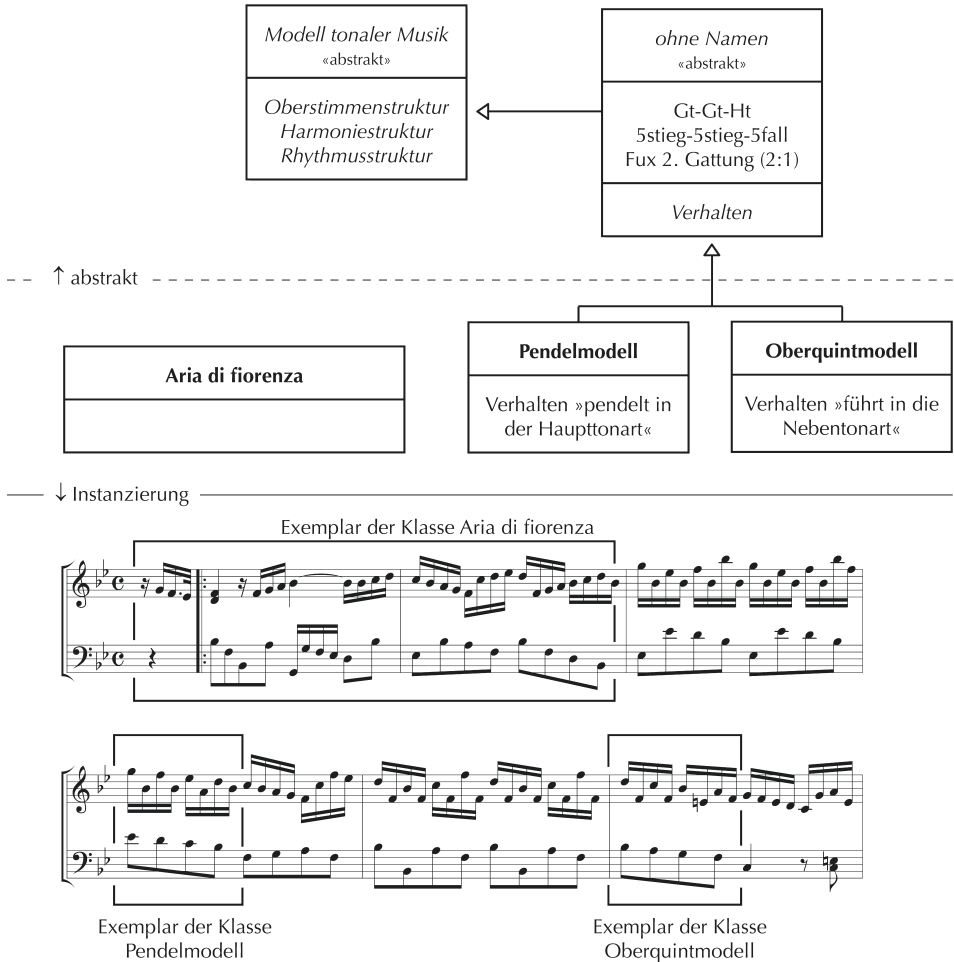 Modell tonaler Musik
«abstrakt»
Oberstimmenstruktur
Harmoniestruktur
Rhythmusstruktur
ohne Namen
«abstrakt»
Gt-Gt-Ht
5stieg-5stieg-5fall
Fux 2. Gattung (2:1)
Verhalten
↑ abstrakt
Aria di fiorenza
Pendelmodell
Verhalten »pendelt in
der Haupttonart«
Oberquintmodell
Verhalten »führt in die
Nebentonart«
↓ Instanzierung
Exemplar der Klasse Aria di fiorenza
Exemplar der Klasse
Pendelmodell
Exemplar der Klasse
Oberquintmodell